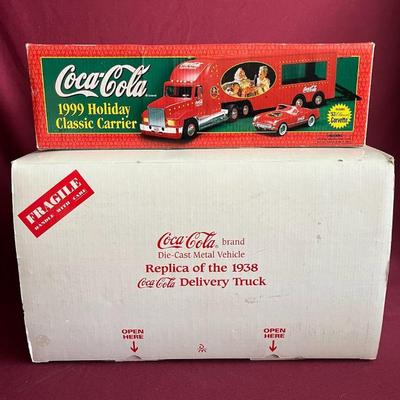 Coca-Cola
1999 Holiday
Classic Carrier
Corvette
FRAGILE
HANDLE WITH CARE
Coca-Cola brand
Die-Cast Metal Vehicle
Replica of the 1938
Coca-Cola Delivery Truck
OPEN
HERE
OPEN
HERE